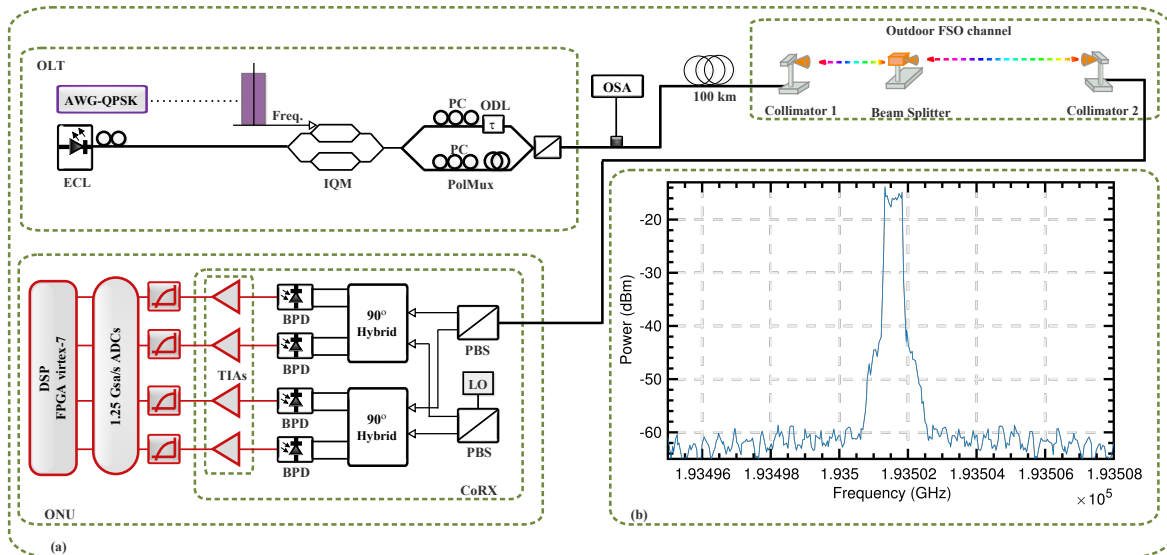 OLT
AWG-QPSK
Freq.
ECL
IQM
PC
ODL
τ
PC
PolMux
OSA
100 km
Outdoor FSO channel
Collimator 1
Beam Splitter
Collimator 2
DSP
FPGA virtex-7
1.25 Gsa/s ADCs
TIAs
BPD
BPD
BPD
BPD
90°
Hybrid
90°
Hybrid
PBS
LO
PBS
CoRX
ONU
(a)
-20
-30
-40
-50
-60
Power (dBm)
1.93496
1.93498
1.935
1.93502
1.93504
1.93506
1.93508
Frequency (GHz)
× 10⁵
(b)